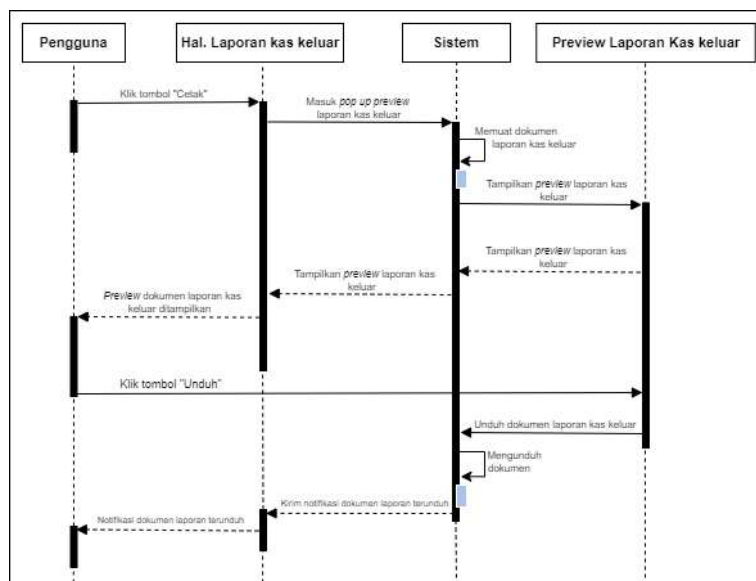 Pengguna
Hal. Laporan kas keluar
Sistem
Preview Laporan Kas keluar
Klik tombol "Cetak"
Masuk pop up preview
laporan kas keluar
Memuat dokumen
laporan kas keluar
Tampilkan preview laporan kas
keluar
Tampilkan preview laporan kas
keluar
Tampilkan preview laporan kas
keluar
Preview dokumen laporan kas
keluar ditampilkan
Klik tombol "Unduh"
Unduh dokumen laporan kas keluar
Mengunduh
dokumen
Kirim notifikasi dokumen laporan terunduh
Notifikasi dokumen laporan terunduh